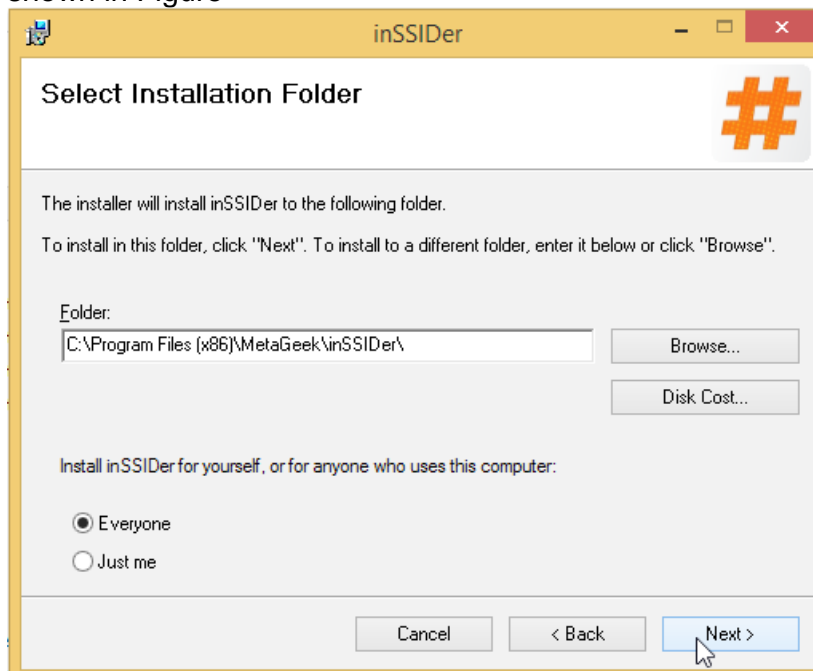 shown in Figure
inSSIDer
Select Installation Folder
The installer will install inSSIDer to the following folder.
To install in this folder, click "Next". To install to a different folder, enter it below or click "Browse".
Folder:
C:\Program Files (x86)\MetaGeek\inSSIDer\
Browse...
Disk Cost...
Install inSSIDer for yourself, or for anyone who uses this computer:
Everyone
Just me
Cancel
< Back
Next >